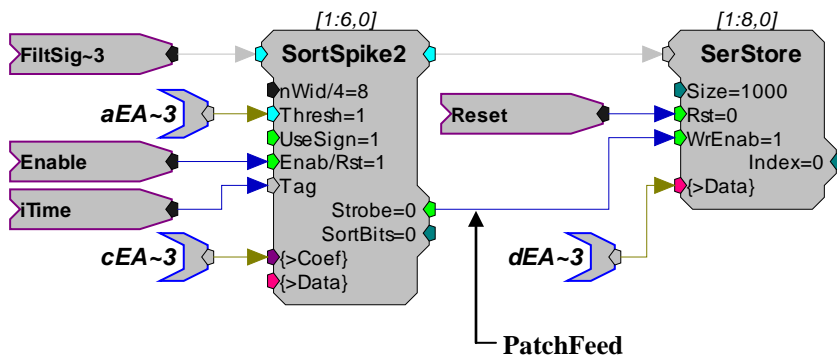 [1:6,0]
[1:8,0]
FiltSig~3
SortSpike2
SerStore
nWid/4=8
Size=1000
aEA~3
Thresh=1
Reset
Rst=0
UseSign=1
WrEnab=1
Enable
Enab/Rst=1
Index=0
iTime
Tag
{>Data}
Strobe=0
SortBits=0
cEA~3
{>Coef}
dEA~3
{>Data}
PatchFeed